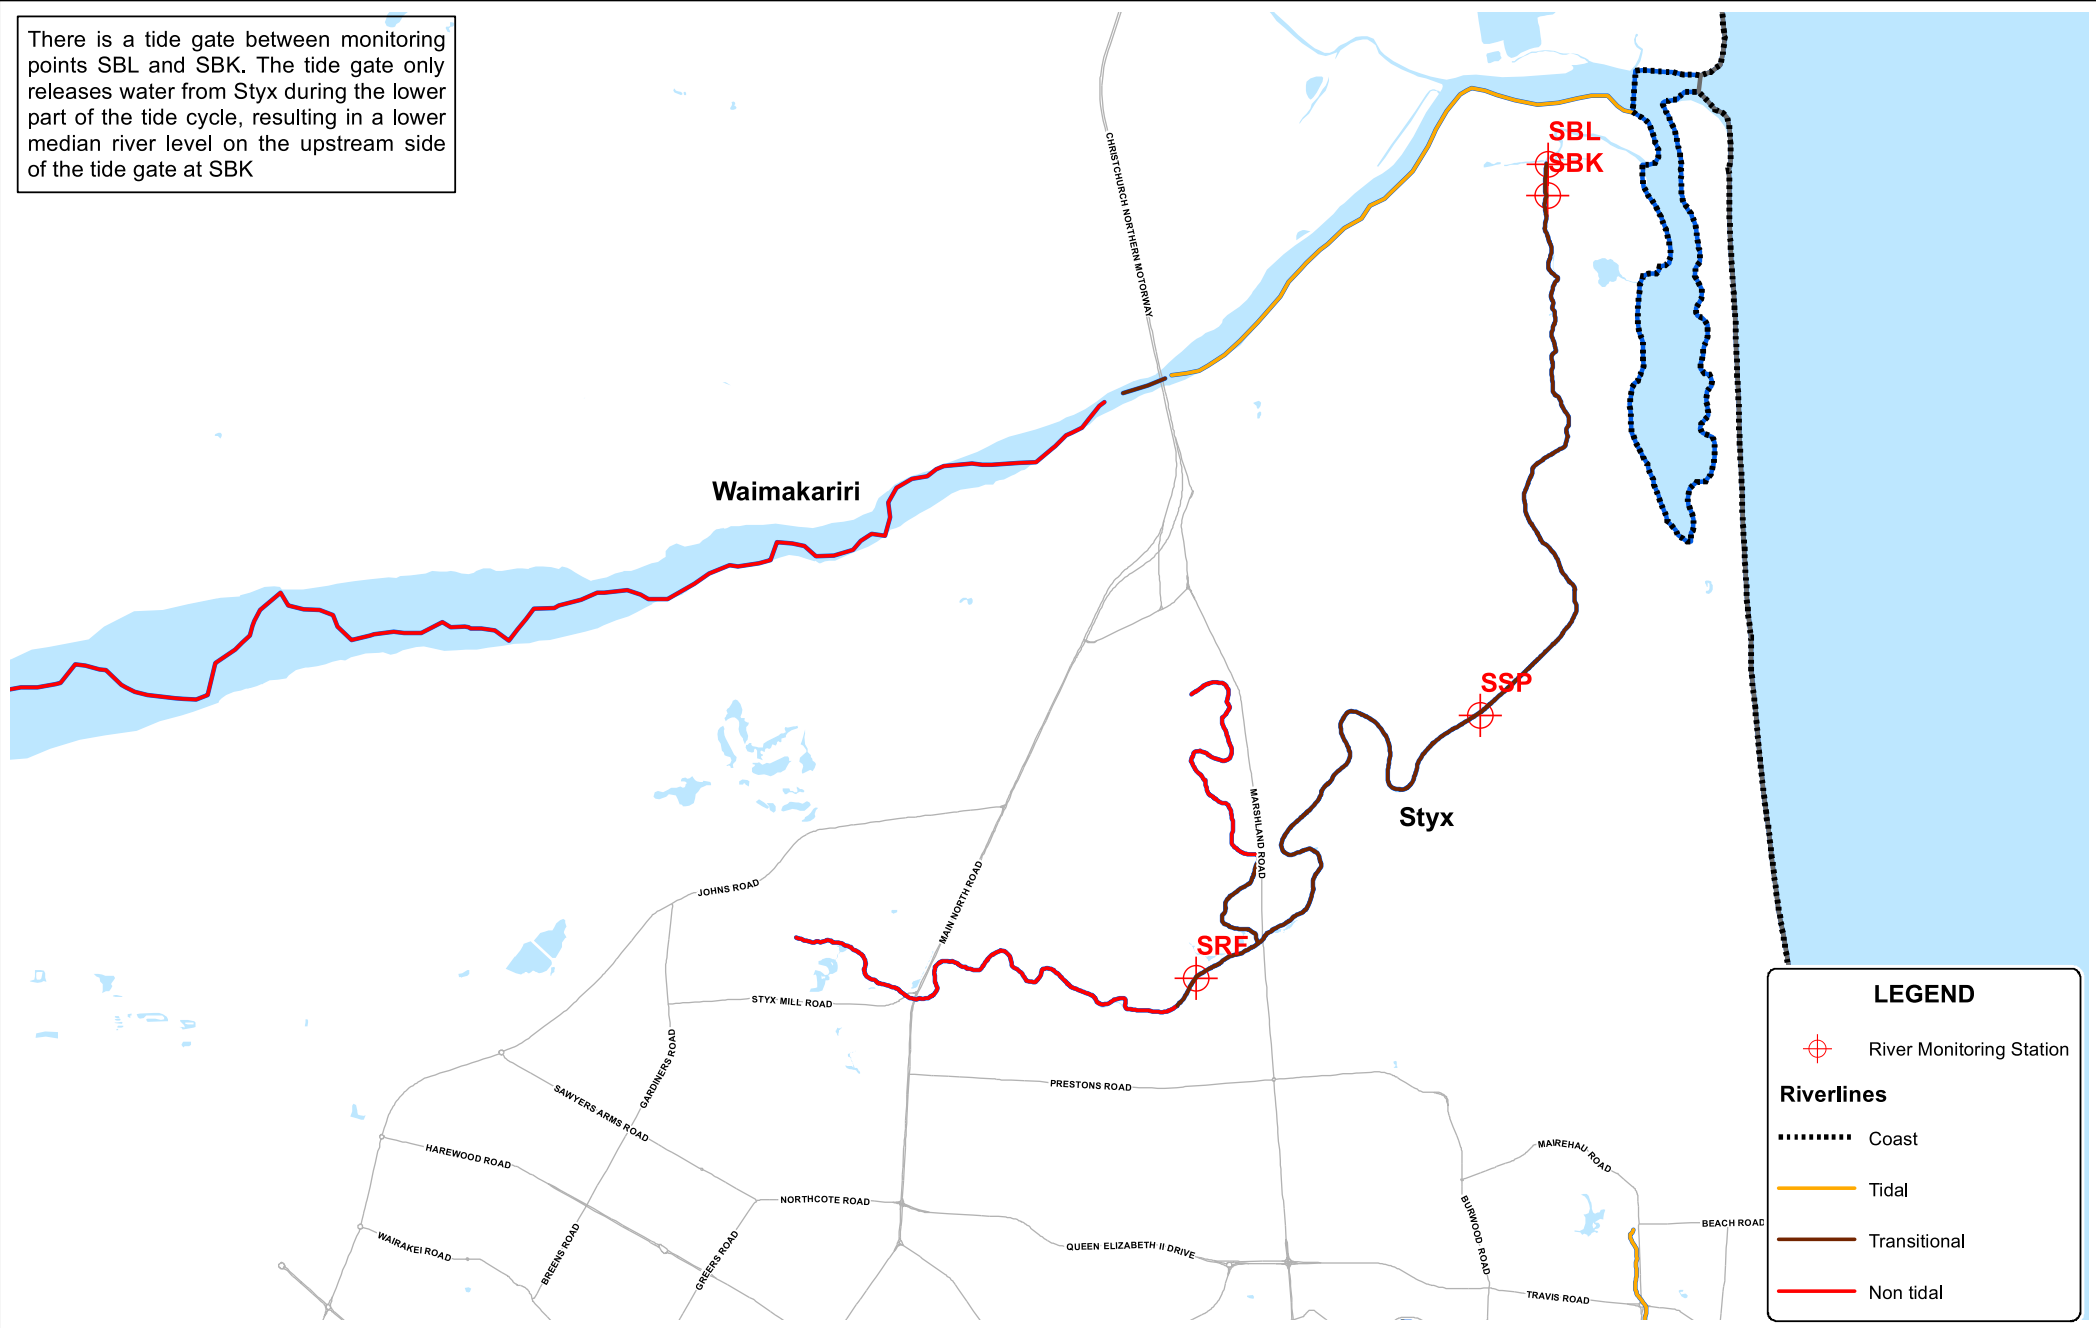 There is a tide gate between monitoring
points SBL and SBK. The tide gate only
releases water from Styx during the lower
part of the tide cycle, resulting in a lower
median river level on the upstream side
of the tide gate at SBK
CHRISTCHURCH NORTHERN MOTORWAY
SBL
SBK
Waimakariri
SSP
MARSHLAND ROAD
Styx
JOHNS ROAD
MAIN NORTH ROAD
SRF
STYX MILL ROAD
GARDINERS ROAD
SAWYERS ARMS ROAD
PRESTONS ROAD
HAREWOOD ROAD
MAIREHAU ROAD
NORTHCOTE ROAD
BURWOOD ROAD
BEACH ROAD
WAIRAKEI ROAD
BREENS ROAD
GREERS ROAD
QUEEN ELIZABETH II DRIVE
TRAVIS ROAD
LEGEND
River Monitoring Station
Riverlines
Coast
Tidal
Transitional
Non tidal